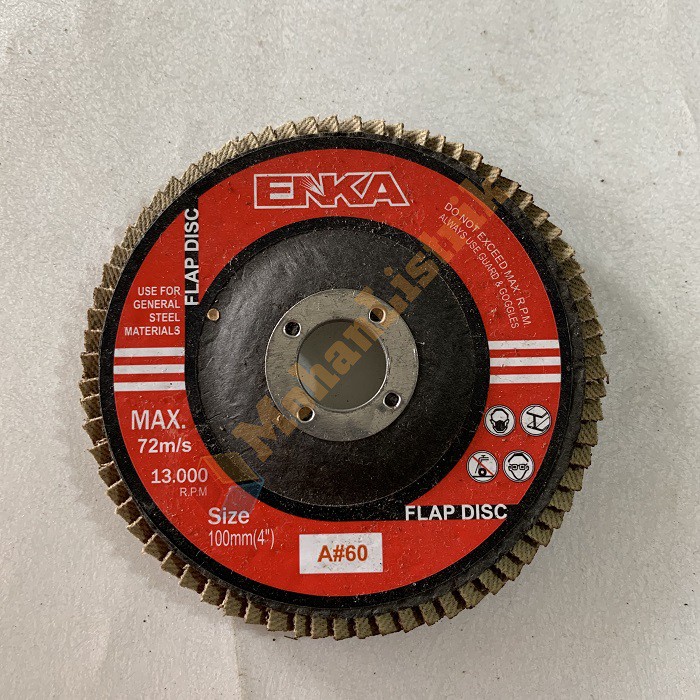 ENKA
FLAP DISC
DO NOT EXCEED MAX. R.P.M.
ALWAYS USE GUARD & GOGGLES
USE FOR
GENERAL
STEEL
MATERIALS
MAX.
72m/s
13.000
R.P.M
Size
100mm(4")
A#60
FLAP DISC
MahanListrik